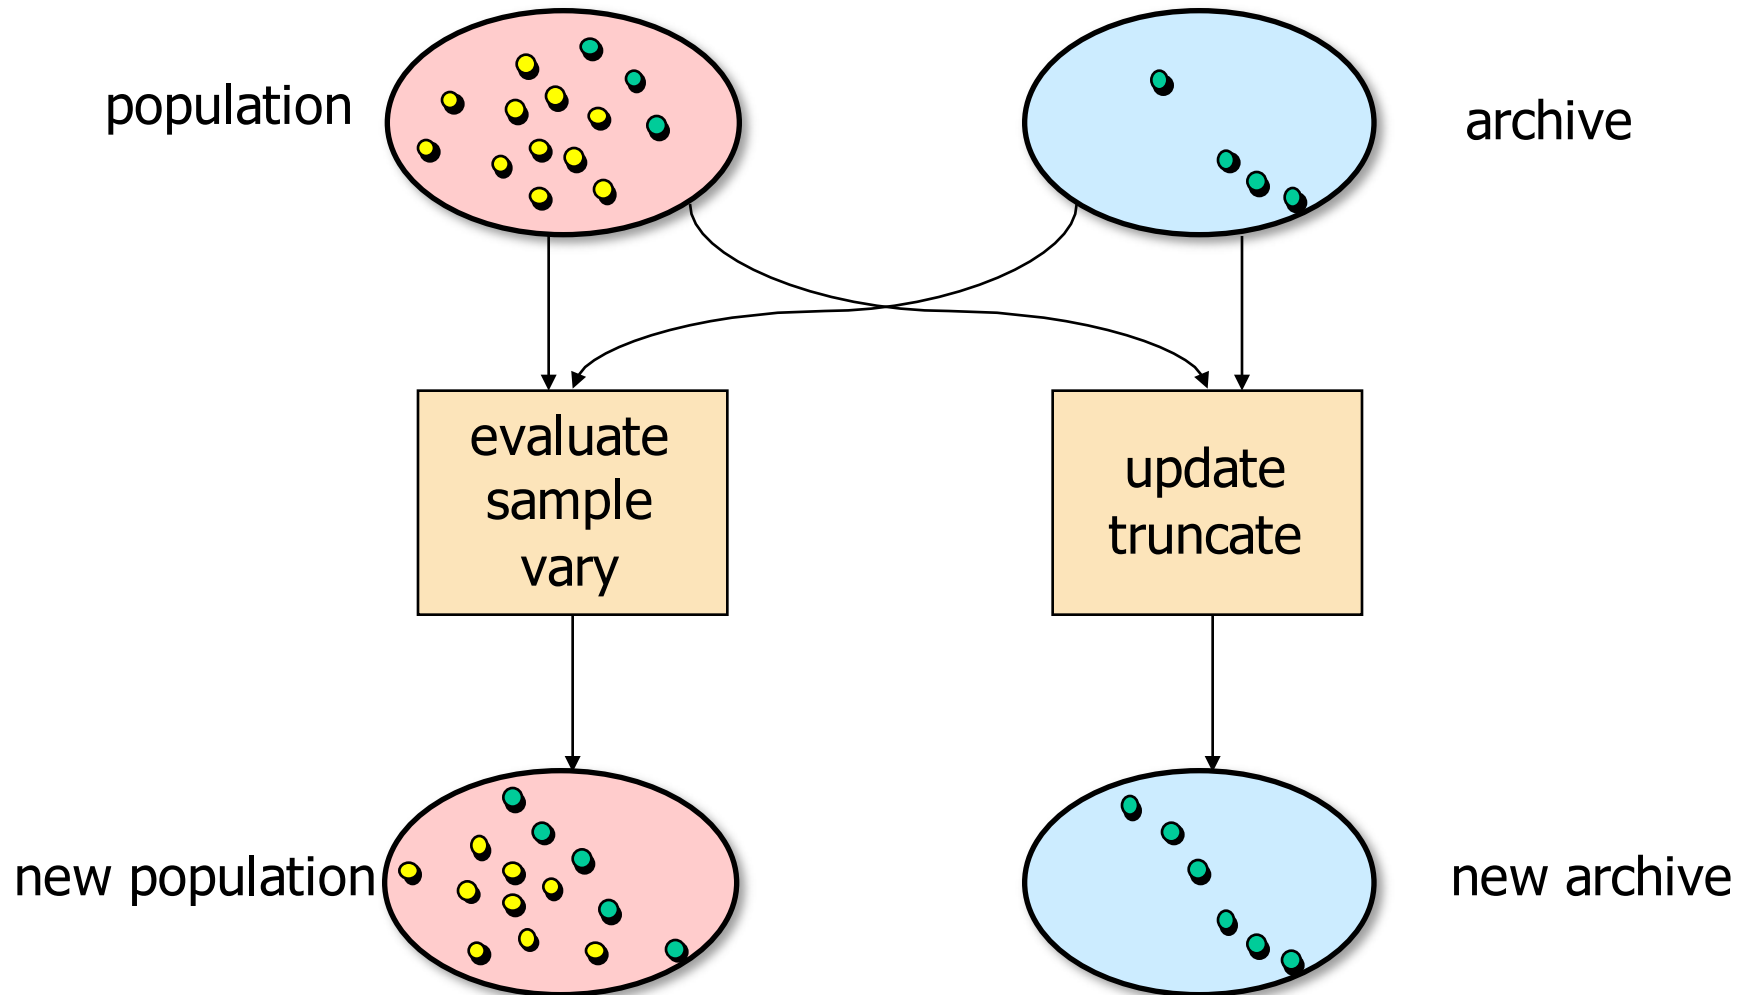 population
archive
evaluate
sample
vary
update
truncate
new population
new archive